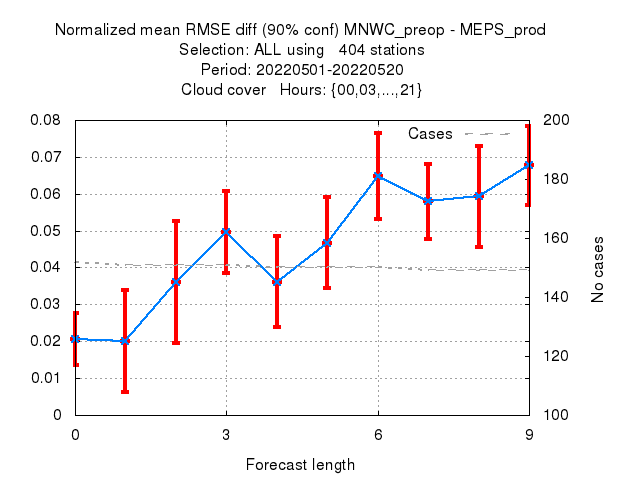 Normalized mean RMSE diff (90% conf) MNWC_preop - MEPS_prod
Selection: ALL using   404 stations
Period: 20220501-20220520
Cloud cover   Hours: {00,03,...,21}
Cases
0.08
0.07
0.06
0.05
0.04
0.03
0.02
0.01
0
200
180
160
140
120
100
No cases
0 3 6 9
Forecast length